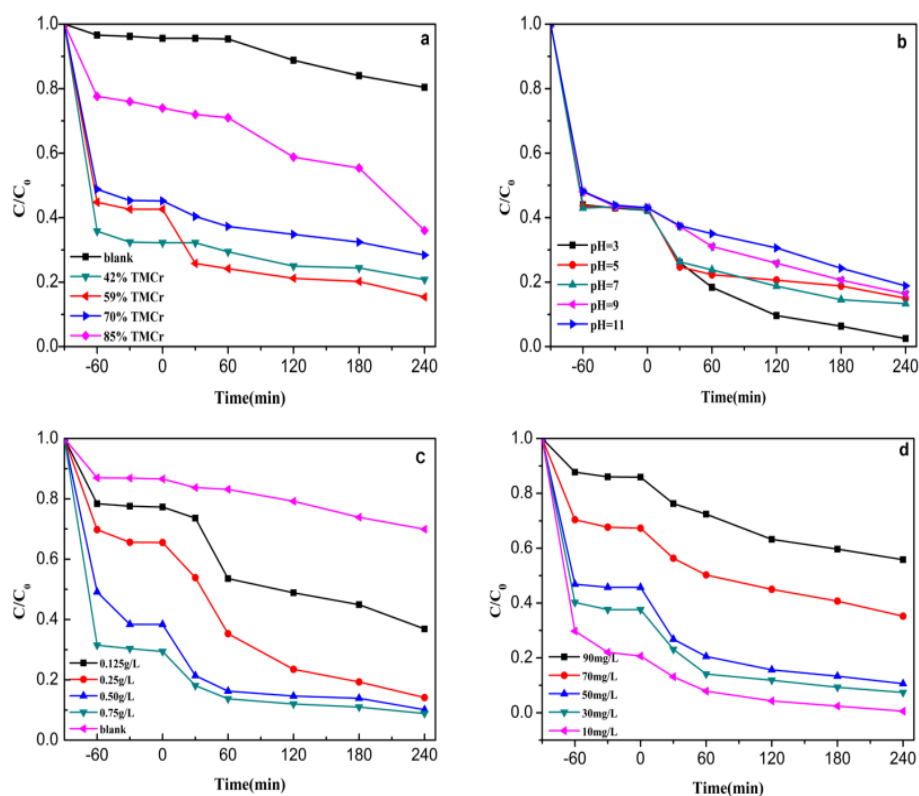 a
1.0
0.8
0.6
0.4
0.2
0.0
C/C0
blank
42% TMCr
59% TMCr
70% TMCr
85% TMCr
-60 0 60 120 180 240
Time(min)
b
1.0
0.8
0.6
0.4
0.2
0.0
C/C0
pH=3
pH=5
pH=7
pH=9
pH=11
-60 0 60 120 180 240
Time(min)
c
1.0
0.8
0.6
0.4
0.2
0.0
C/C0
0.125g/L
0.25g/L
0.50g/L
0.75g/L
blank
-60 0 60 120 180 240
Time(min)
d
1.0
0.8
0.6
0.4
0.2
0.0
C/C0
90mg/L
70mg/L
50mg/L
30mg/L
10mg/L
-60 0 60 120 180 240
Time(min)